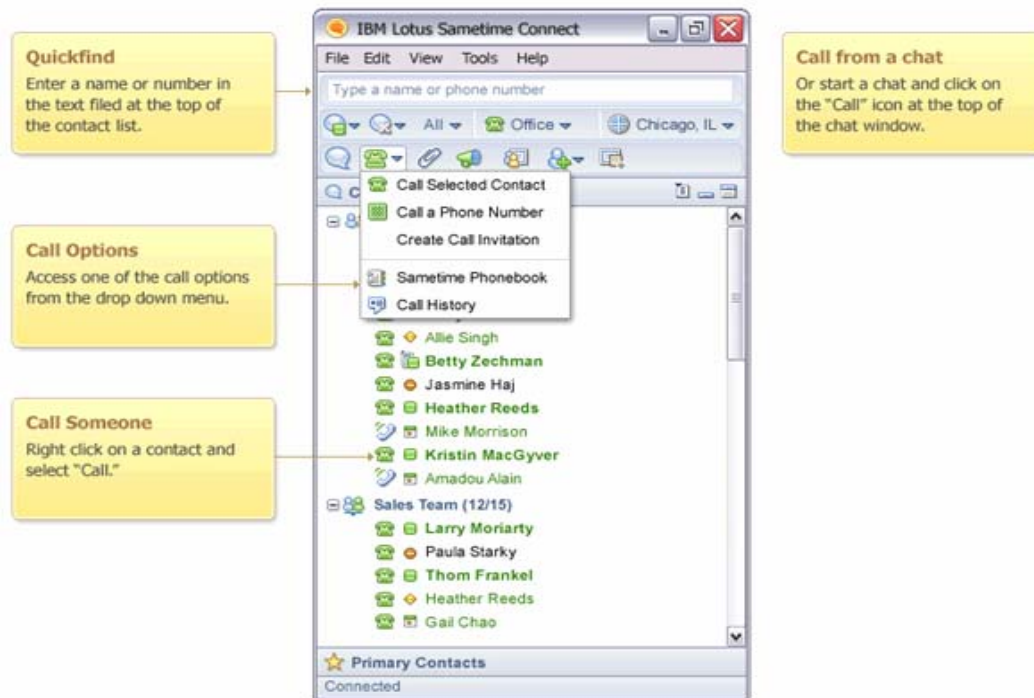 Quickfind
Enter a name or number in
the text filed at the top of
the contact list.
Call Options
Access one of the call options
from the drop down menu.
Call Someone
Right click on a contact and
select "Call."
IBM Lotus Sametime Connect
File Edit View Tools Help
Type a name or phone number
All Office Chicago, IL
C
Call Selected Contact
Call a Phone Number
Create Call Invitation
Sametime Phonebook
Call History
Allie Singh
Betty Zechman
Jasmine Haj
Heather Reeds
Mike Morrison
Kristin MacGyver
Amadou Alain
Sales Team (12/15)
Larry Moriarty
Paula Starky
Thom Frankel
Heather Reeds
Gail Chao
Primary Contacts
Connected
Call from a chat
Or start a chat and click on
the "Call" icon at the top of
the chat window.